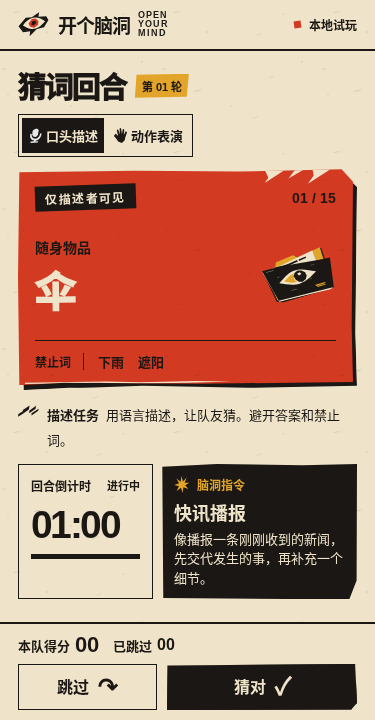 开个脑洞
OPEN
YOUR
MIND
本地试玩
猜词回合
第 01 轮
口头描述
动作表演
仅描述者可见
01 / 15
随身物品
伞
禁止词
下雨 遮阳
描述任务 用语言描述，让队友猜。避开答案和禁止
词。
回合倒计时 进行中
01:00
脑洞指令
快讯播报
像播报一条刚刚收到的新闻，
先交代发生的事，再补充一个
细节。
本队得分 00 已跳过 00
跳过
猜对